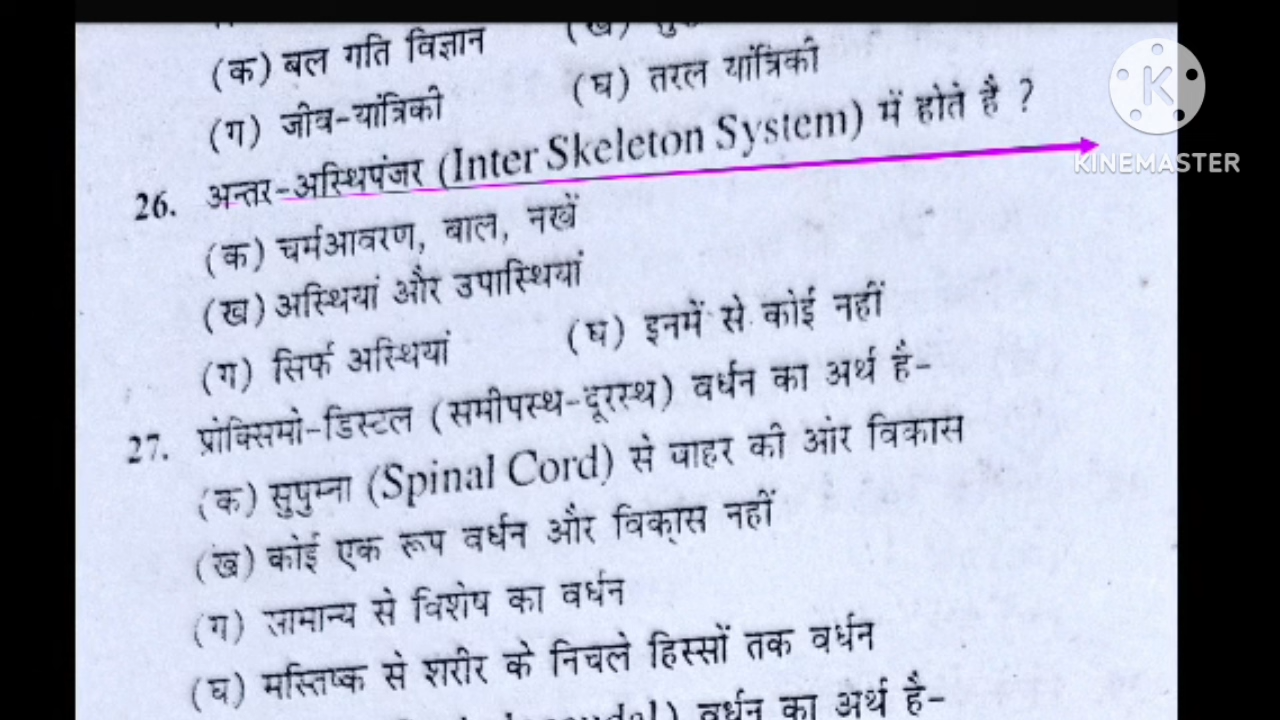 (क) बल गति विज्ञान (ख)
(ग) जीव-यांत्रिकी (घ) तरल यांत्रिकी
26. अन्तर-अस्थिपंजर (Inter Skeleton System) में होते है ?
(क) चर्मआवरण, बाल, नखें
(ख) अस्थियां और उपास्थियां
(ग) सिर्फ अस्थियां (घ) इनमें से कोई नहीं
27. प्रोक्सिमो-डिस्टल (समीपस्थ-दूरस्थ) वर्धन का अर्थ है-
(क) सुपुम्ना (Spinal Cord) से बाहर की ओर विकास
(ख) कोई एक रूप वर्धन और विकास नहीं
(ग) सामान्य से विशेष का वर्धन
(घ) मस्तिष्क से शरीर के निचले हिस्सों तक वर्धन
वर्धन का अर्थ है-
K
KINEMASTER